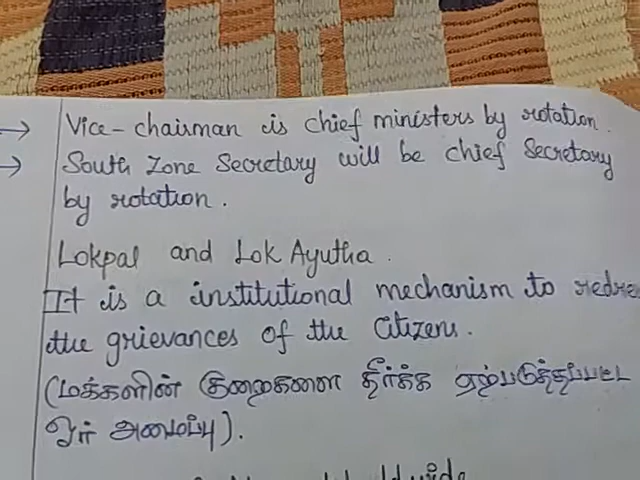 → Vice-chairman is chief ministers by rotation.
→ South Zone Secretary will be chief Secretary
by rotation.
Lokpal and Lok Ayutha.
It is a institutional mechanism to redre
the grievances of the citizens.
(மக்களின் குறைகளை தீர்க்க ஏற்படுத்தப்பட்ட
ஓர் அமைப்பு).